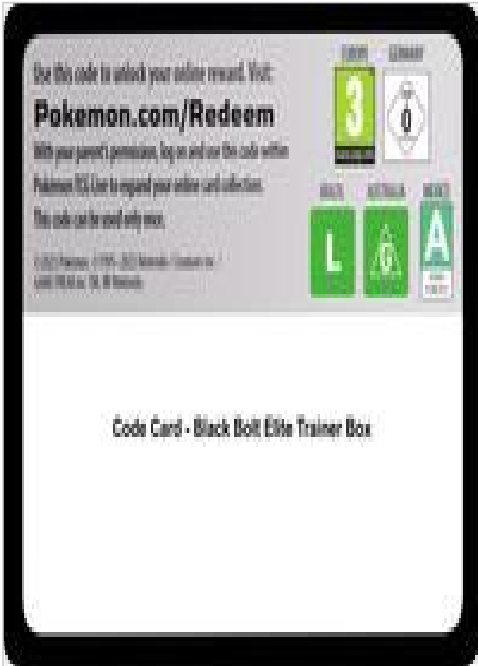 Use this code to unlock your online reward. Visit:
Pokemon.com/Redeem
With your parent's permission, log on and use this code within
Pokémon TCG Live to expand your online card collection.
This code can be used only once.
EUROPE GERMANY
3
0
BRAZIL AUSTRALIA MEXICO
L
G
A
Code Card - Black Bolt Elite Trainer Box